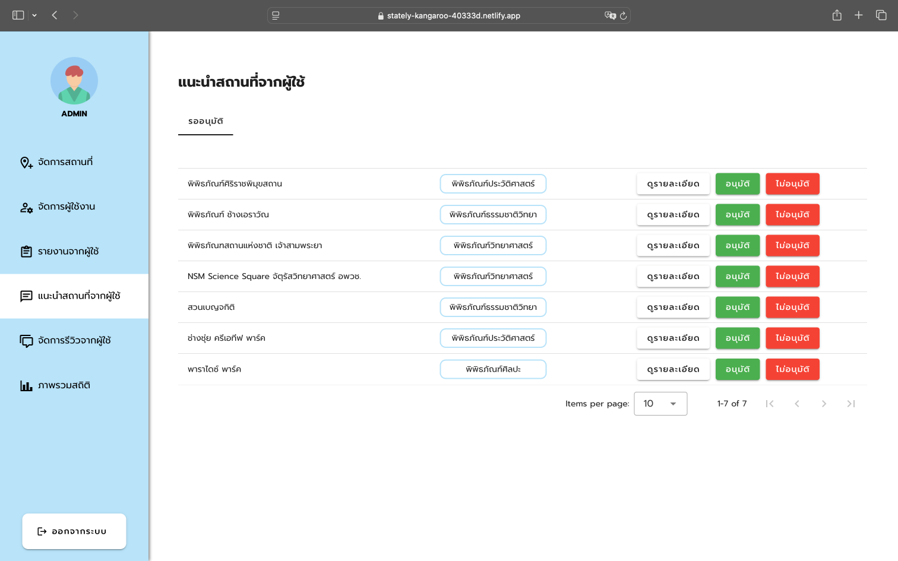 stately-kangaroo-40333d.netlify.app
ADMIN
จัดการสถานที่
จัดการผู้ใช้งาน
รายงานจากผู้ใช้
แนะนำสถานที่จากผู้ใช้
จัดการรีวิวจากผู้ใช้
ภาพรวมสถิติ
ออกจากระบบ
แนะนำสถานที่จากผู้ใช้
รออนุมัติ
พิพิธภัณฑ์ศิริราชพิมุขสถาน พิพิธภัณฑ์ประวัติศาสตร์ ดูรายละเอียด อนุมัติ ไม่อนุมัติ
พิพิธภัณฑ์ ช้างเอราวัณ พิพิธภัณฑ์ธรรมชาติวิทยา ดูรายละเอียด อนุมัติ ไม่อนุมัติ
พิพิธภัณฑสถานแห่งชาติ เจ้าสามพระยา พิพิธภัณฑ์วิทยาศาสตร์ ดูรายละเอียด อนุมัติ ไม่อนุมัติ
NSM Science Square จัตุรัสวิทยาศาสตร์ อพวช. พิพิธภัณฑ์วิทยาศาสตร์ ดูรายละเอียด อนุมัติ ไม่อนุมัติ
สวนเบญจกิติ พิพิธภัณฑ์ธรรมชาติวิทยา ดูรายละเอียด อนุมัติ ไม่อนุมัติ
ช่างชุ่ย ครีเอทีฟ พาร์ค พิพิธภัณฑ์ประวัติศาสตร์ ดูรายละเอียด อนุมัติ ไม่อนุมัติ
พาราไดซ์ พาร์ค พิพิธภัณฑ์ศิลปะ ดูรายละเอียด อนุมัติ ไม่อนุมัติ
Items per page: 10 1-7 of 7